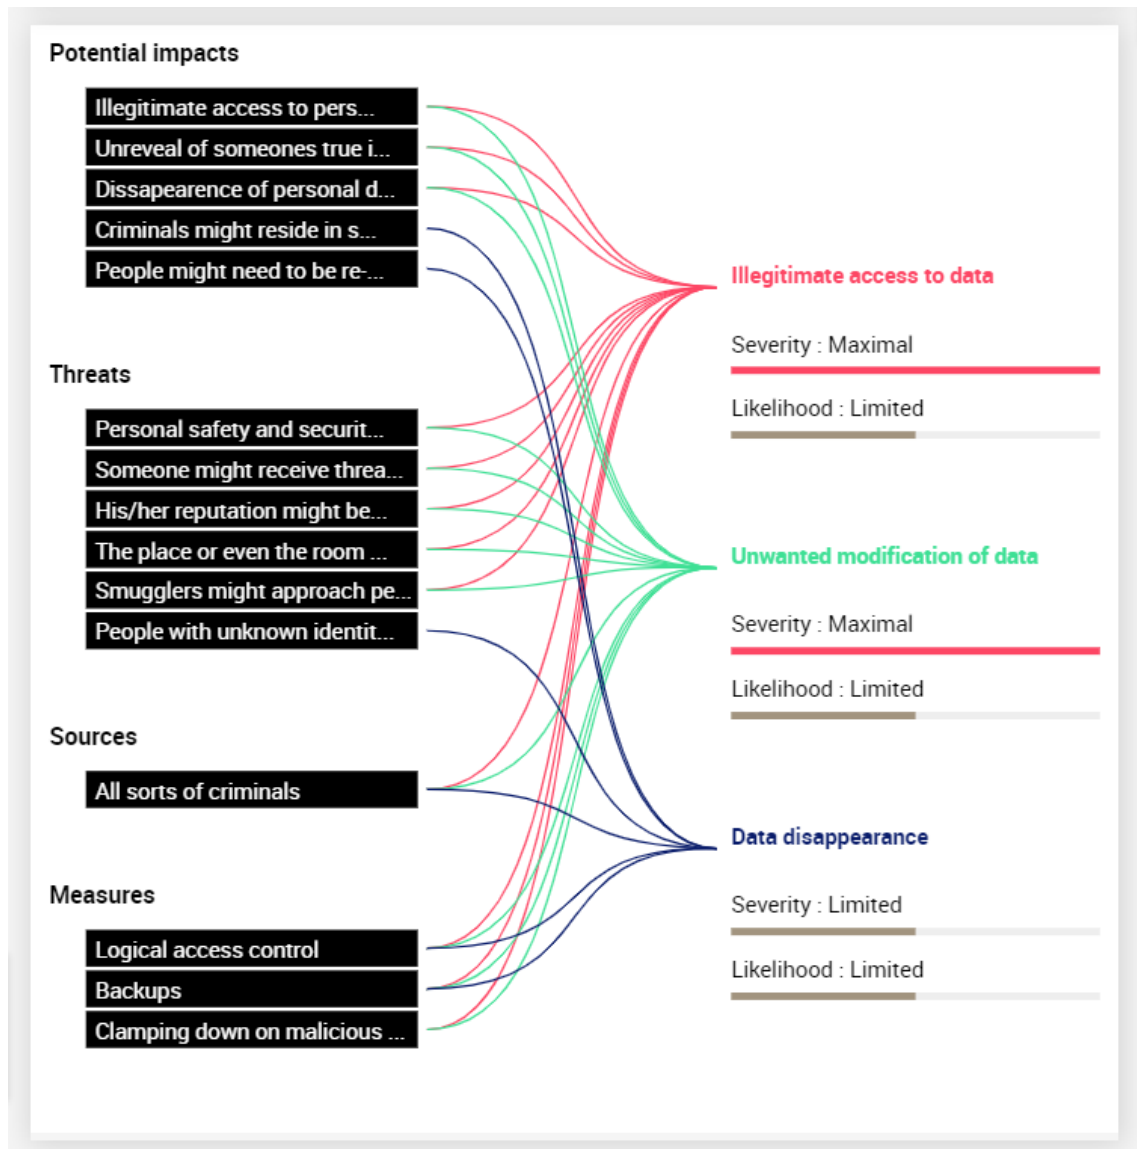 Potential impacts
Illegitimate access to pers...
Unreveal of someones true i...
Dissapearence of personal d...
Criminals might reside in s...
People might need to be re-...
Threats
Personal safety and securit...
Someone might receive threa...
His/her reputation might be...
The place or even the room ...
Smugglers might approach pe...
People with unknown identit...
Sources
All sorts of criminals
Measures
Logical access control
Backups
Clamping down on malicious ...
Illegitimate access to data
Severity : Maximal
Likelihood : Limited
Unwanted modification of data
Severity : Maximal
Likelihood : Limited
Data disappearance
Severity : Limited
Likelihood : Limited